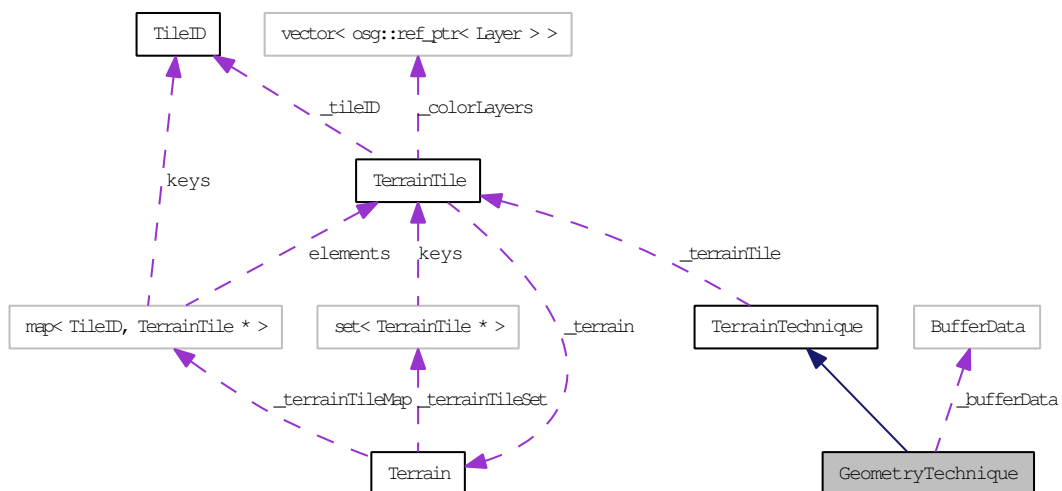 TileID
vector< osg::ref_ptr< Layer > >
_tileID
_colorLayers
keys
TerrainTile
elements
keys
_terrainTile
map< TileID, TerrainTile * >
set< TerrainTile * >
_terrain
TerrainTechnique
BufferData
_terrainTileMap
_terrainTileSet
_bufferData
Terrain
GeometryTechnique